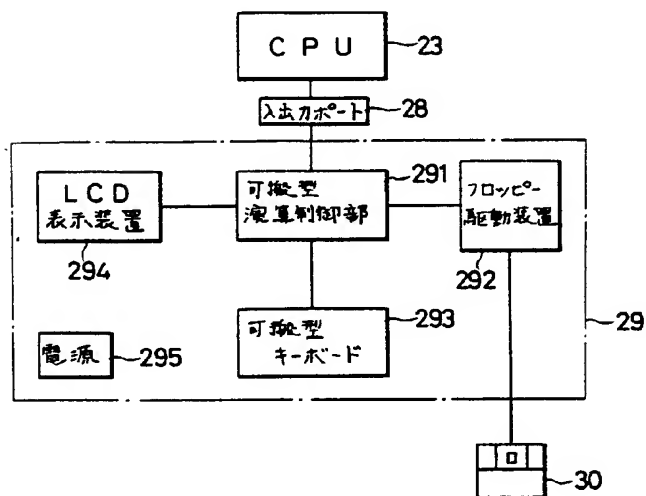 CPU
23
入出力ポート
28
291
可搬型
演算制御部
LCD
表示装置
294
フロッピー
駆動装置
292
293
可搬型
キーボード
29
電源
295
30